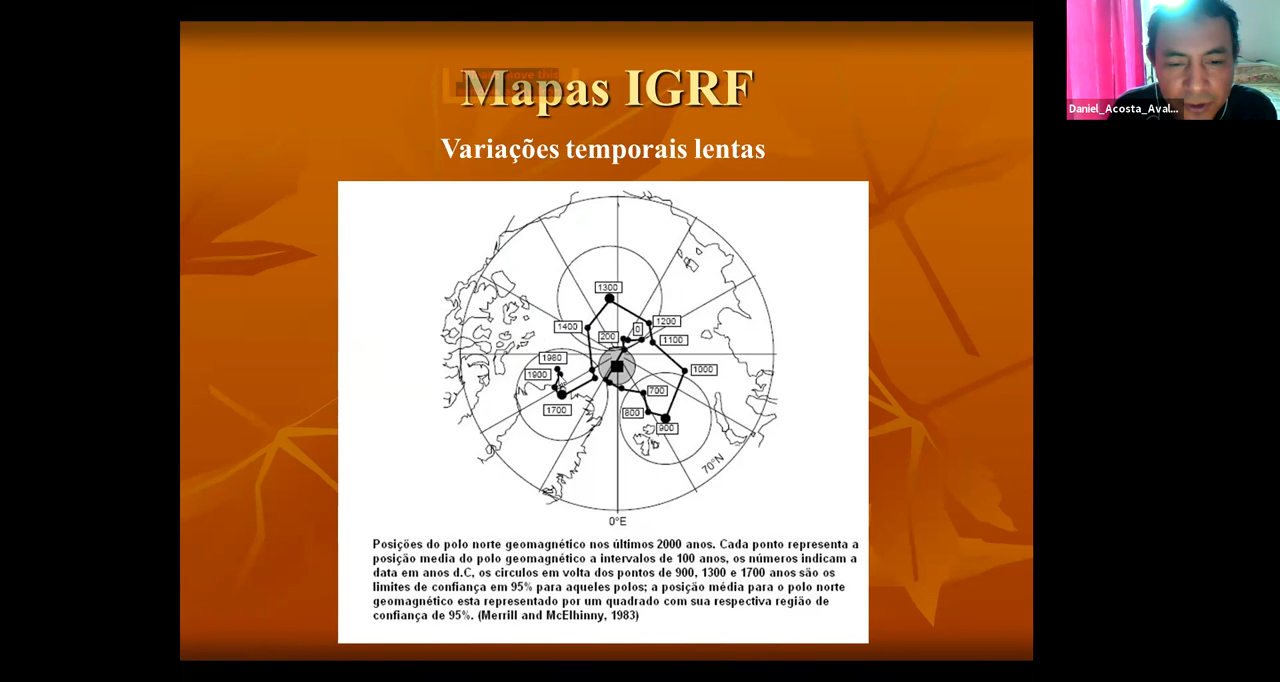 Mapas IGRF
Daniel_Acosta_Aval...
Variações temporais lentas
1300
1400
200
0
1200
1100
1980
1900
1700
1000
700
800
900
70°N
0°E
Posições do polo norte geomagnético nos últimos 2000 anos. Cada ponto representa a
posição media do polo geomagnético a intervalos de 100 anos, os números indicam a
data em anos d.C, os circulos em volta dos pontos de 900, 1300 e 1700 anos são os
limites de confiança em 95% para aqueles polos; a posição média para o polo norte
geomagnético esta representado por um quadrado com sua respectiva região de
confiança de 95%. (Merrill and McElhinny, 1983)